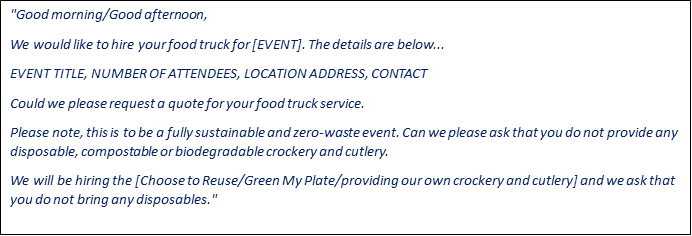 "Good morning/Good afternoon,
We would like to hire your food truck for [EVENT]. The details are below...
EVENT TITLE, NUMBER OF ATTENDEES, LOCATION ADDRESS, CONTACT
Could we please request a quote for your food truck service.
Please note, this is to be a fully sustainable and zero-waste event. Can we please ask that you do not provide any
disposable, compostable or biodegradable crockery and cutlery.
We will be hiring the [Choose to Reuse/Green My Plate/providing our own crockery and cutlery] and we ask that
you do not bring any disposables."